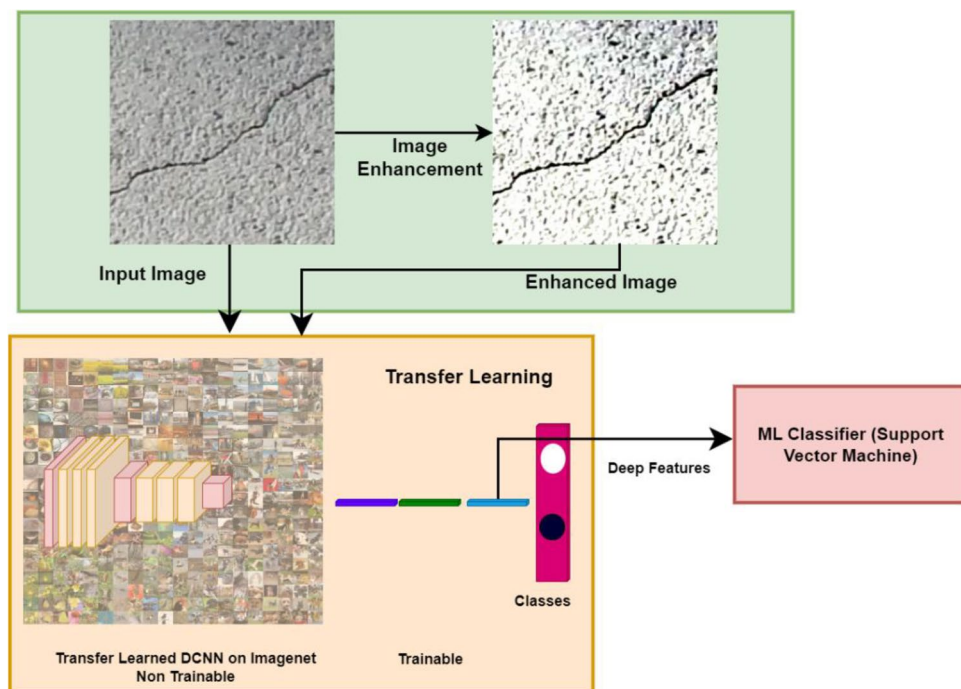 Image
Enhancement
Input Image
Enhanced Image
Transfer Learning
ML Classifier (Support
Vector Machine)
Deep Features
Classes
Transfer Learned DCNN on Imagenet
Non Trainable
Trainable